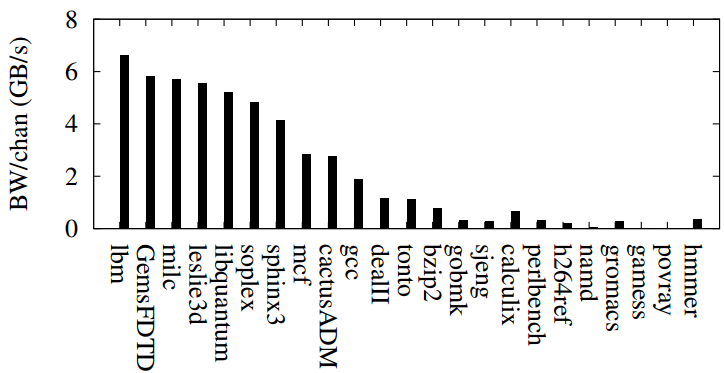 BW/chan (GB/s)
8
6
4
2
0
lbm
GemsFDTD
milc
leslie3d
libquantum
soplex
sphinx3
mcf
cactusADM
gcc
dealII
tonto
bzip2
gobmk
sjeng
calculix
perlbench
h264ref
namd
gromacs
gamess
povray
hmmer